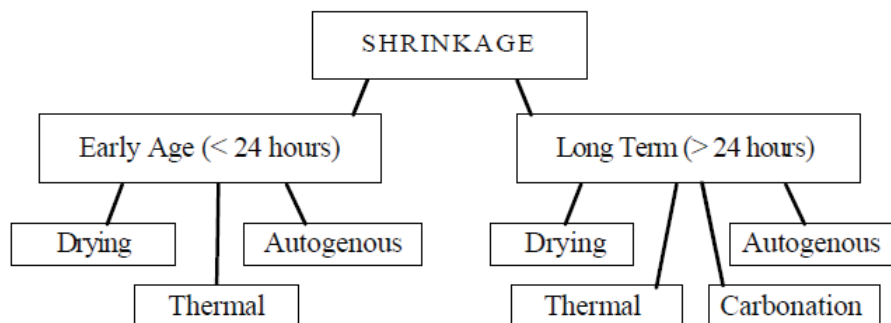 SHRINKAGE
Early Age (< 24 hours)
Long Term (> 24 hours)
Drying
Autogenous
Drying
Autogenous
Thermal
Thermal
Carbonation